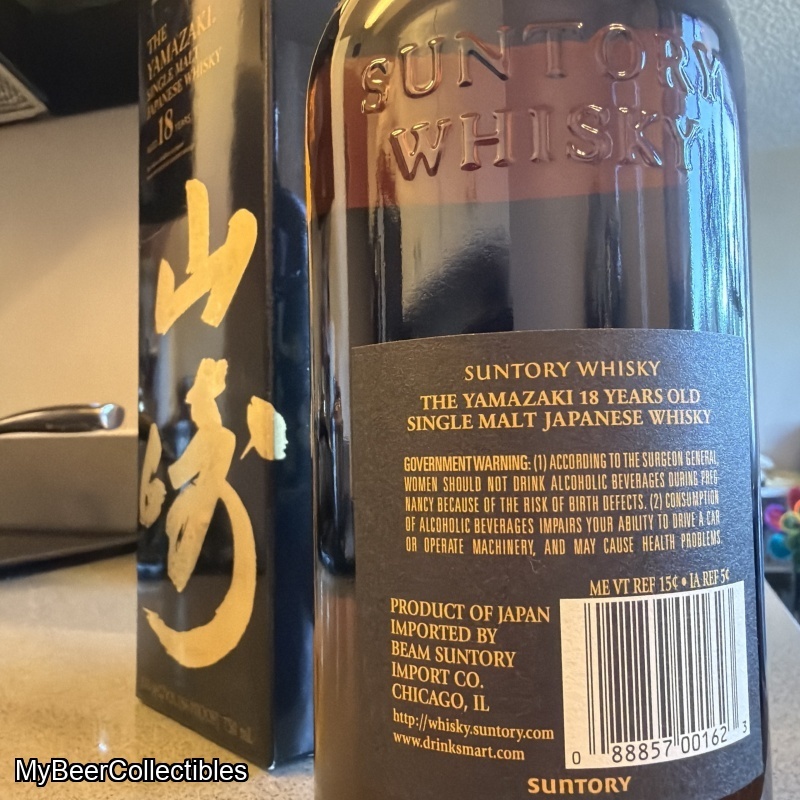 THE
YAMAZAKI.
SINGLE MALT
JAPANESE WHISKY
18 YEARS
山
崎
SUNTORY
WHISKY
SUNTORY WHISKY
THE YAMAZAKI 18 YEARS OLD
SINGLE MALT JAPANESE WHISKY
GOVERNMENT WARNING: (1) ACCORDING TO THE SURGEON GENERAL,
WOMEN SHOULD NOT DRINK ALCOHOLIC BEVERAGES DURING PREG
NANCY BECAUSE OF THE RISK OF BIRTH DEFECTS. (2) CONSUMPTION
OF ALCOHOLIC BEVERAGES IMPAIRS YOUR ABILITY TO DRIVE A CAR
OR OPERATE MACHINERY, AND MAY CAUSE HEALTH PROBLEMS.
ME VT REF 15¢ • IA REF 5¢
PRODUCT OF JAPAN
IMPORTED BY
BEAM SUNTORY
IMPORT CO.
CHICAGO, IL
http://whisky.suntory.com
www.drinksmart.com
0 88857 00162 3
SUNTORY
MyBeerCollectibles